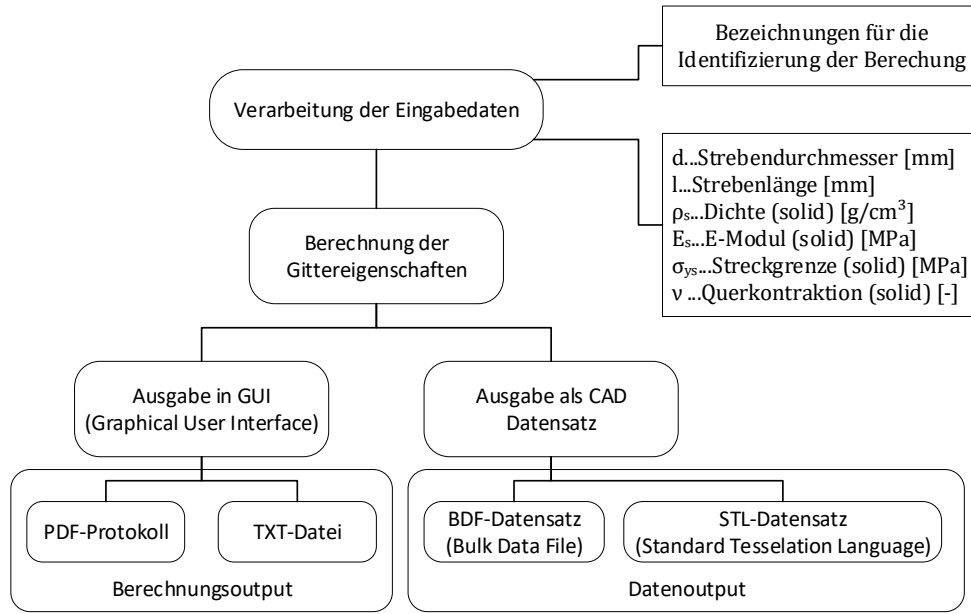 Bezeichnungen für die
Identifizierung der Berechung
Verarbeitung der Eingabedaten
d...Strebendurchmesser [mm]
l...Strebenlänge [mm]
ρₛ...Dichte (solid) [g/cm³]
Eₛ...E-Modul (solid) [MPa]
σᵧₛ...Streckgrenze (solid) [MPa]
ν ...Querkontraktion (solid) [-]
Berechnung der
Gittereigenschaften
Ausgabe in GUI
(Graphical User Interface)
Ausgabe als CAD
Datensatz
PDF-Protokoll
TXT-Datei
BDF-Datensatz
(Bulk Data File)
STL-Datensatz
(Standard Tesselation Language)
Berechnungsoutput
Datenoutput